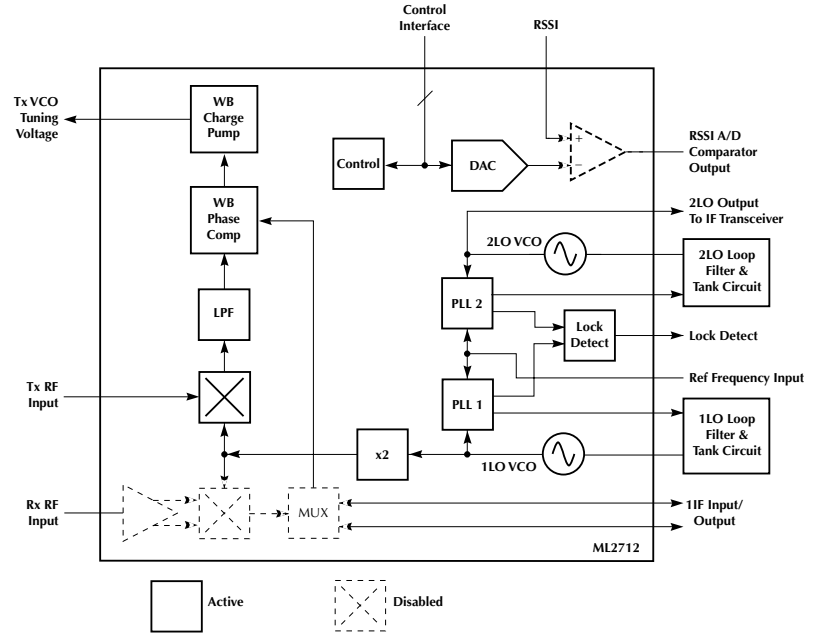 Control
Interface
RSSI
Tx VCO
Tuning
Voltage
WB
Charge
Pump
Control
DAC
+
−
RSSI A/D
Comparator
Output
WB
Phase
Comp
2LO Output
To IF Transceiver
2LO VCO
2LO Loop
Filter &
Tank Circuit
PLL 2
LPF
Lock
Detect
Lock Detect
Ref Frequency Input
Tx RF
Input
PLL 1
1LO Loop
Filter &
Tank Circuit
x2
1LO VCO
Rx RF
Input
MUX
1IF Input/
Output
ML2712
Active
Disabled